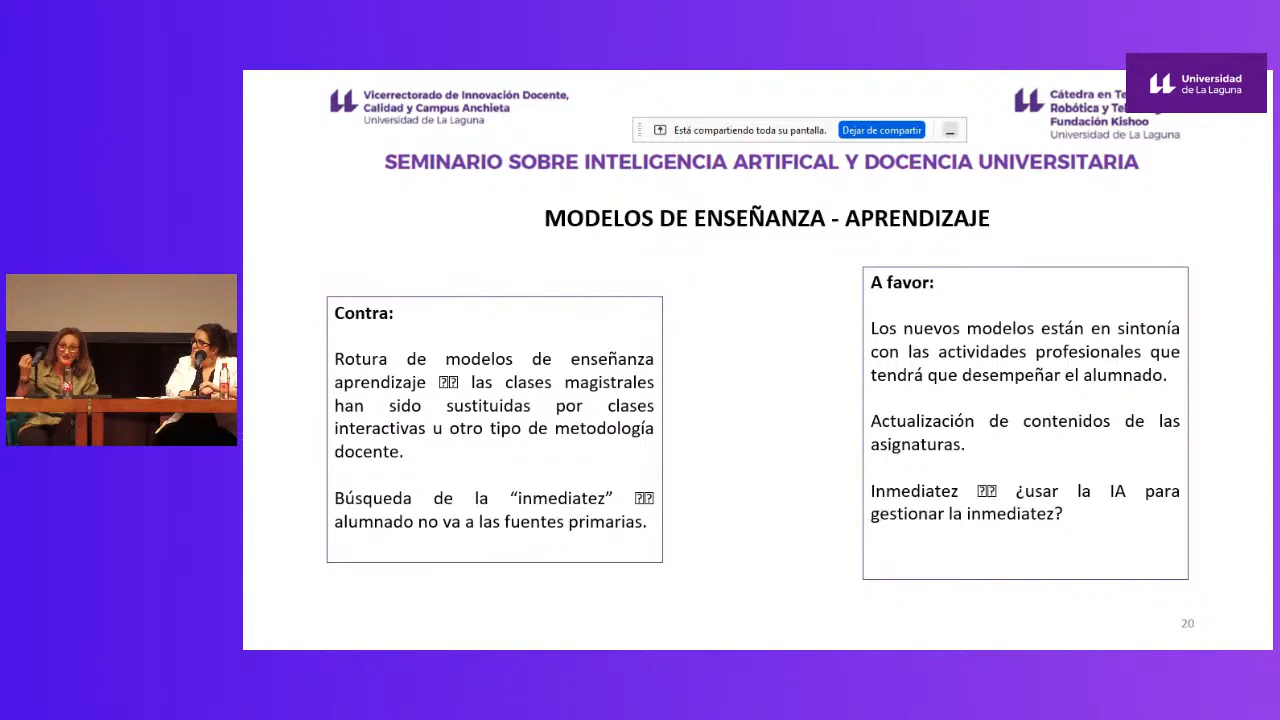 Vicerrectorado de Innovación Docente,
Calidad y Campus Anchieta
Universidad de La Laguna
Cátedra en Te
Robótica y Tel
Fundación Kishoo
Universidad de La Laguna
Universidad
de La Laguna
Está compartiendo toda su pantalla.
Dejar de compartir
SEMINARIO SOBRE INTELIGENCIA ARTIFICAL Y DOCENCIA UNIVERSITARIA
MODELOS DE ENSEÑANZA - APRENDIZAJE
Contra:
Rotura de modelos de enseñanza
aprendizaje las clases magistrales
han sido sustituidas por clases
interactivas u otro tipo de metodología
docente.
Búsqueda de la “inmediatez”
alumnado no va a las fuentes primarias.
A favor:
Los nuevos modelos están en sintonía
con las actividades profesionales que
tendrá que desempeñar el alumnado.
Actualización de contenidos de las
asignaturas.
Inmediatez ¿usar la IA para
gestionar la inmediatez?
20